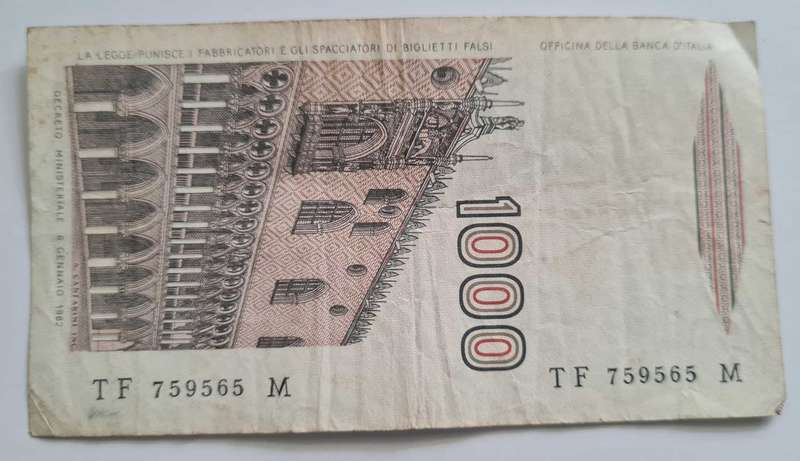 LA LEGGE PUNISCE I FABBRICATORI E GLI SPACCIATORI DI BIGLIETTI FALSI
OFFICINA DELLA BANCA D'ITALIA
DECRETO MINISTERIALE 6 GENNAIO 1982
1000
TF 759565 M
TF 759565 M